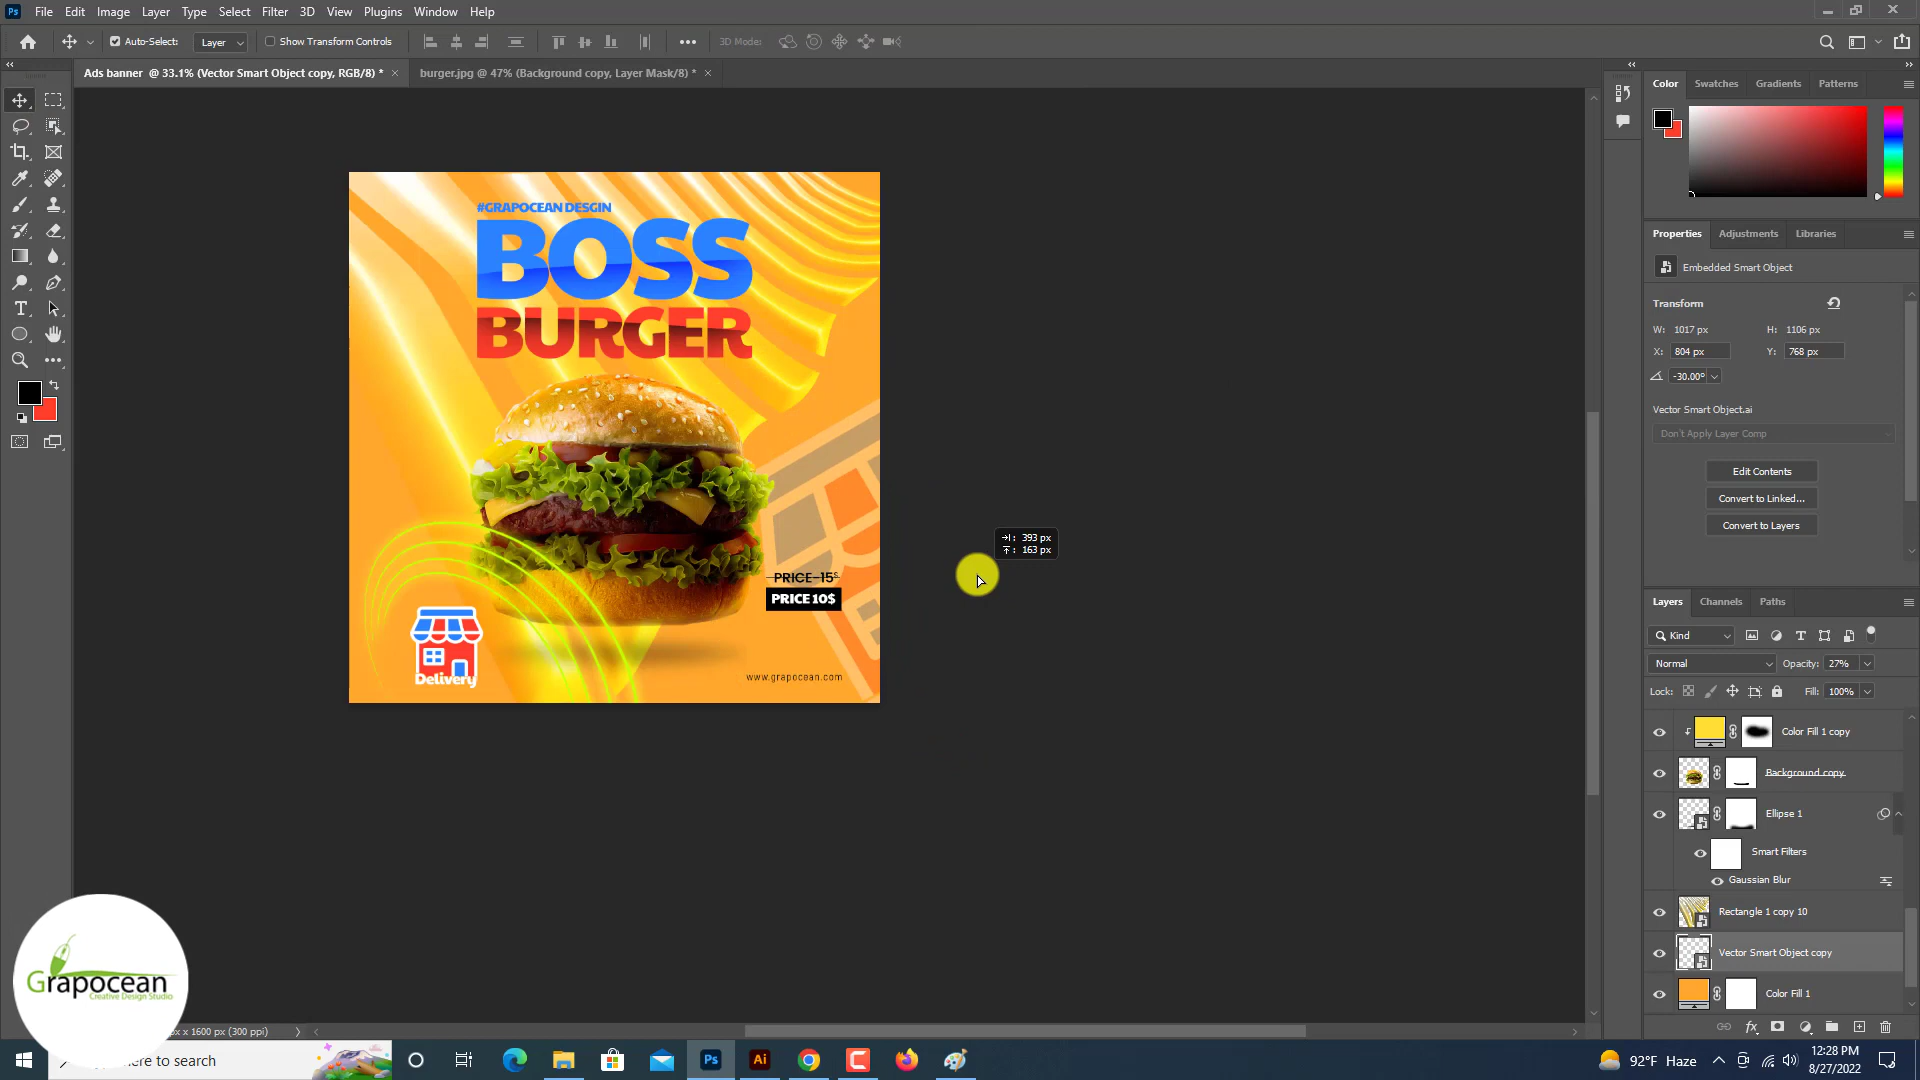 Ps File Edit Image Layer Type Select Filter 3D View Plugins Window Help
Auto-Select: Layer Show Transform Controls 3D Mode:
Ads banner @ 33.1% (Vector Smart Object copy, RGB/8) * × burger.jpg @ 47% (Background copy, Layer Mask/8) * ×
Color Swatches Gradients Patterns
#GRAPOCEAN DESGIN
BOSS
BURGER
PRICE-15$
PRICE 10$
Delivery
www.grapocean.com
393 px
163 px
Properties Adjustments Libraries
Embedded Smart Object
Transform
W: 1017 px H: 1106 px
X: 804 px Y: 768 px
-30.00°
Vector Smart Object.ai
Don't Apply Layer Comp
Edit Contents
Convert to Linked...
Convert to Layers
Layers Channels Paths
Kind
Normal Opacity: 27%
Lock: Fill: 100%
Color Fill 1 copy
Background copy
Ellipse 1
Smart Filters
Gaussian Blur
Rectangle 1 copy 10
Vector Smart Object copy
Color Fill 1
Grapocean
Creative Design Studio
px x 1600 px (300 ppi)
here to search
Ps Ai
92°F Haze
12:28 PM
8/27/2022